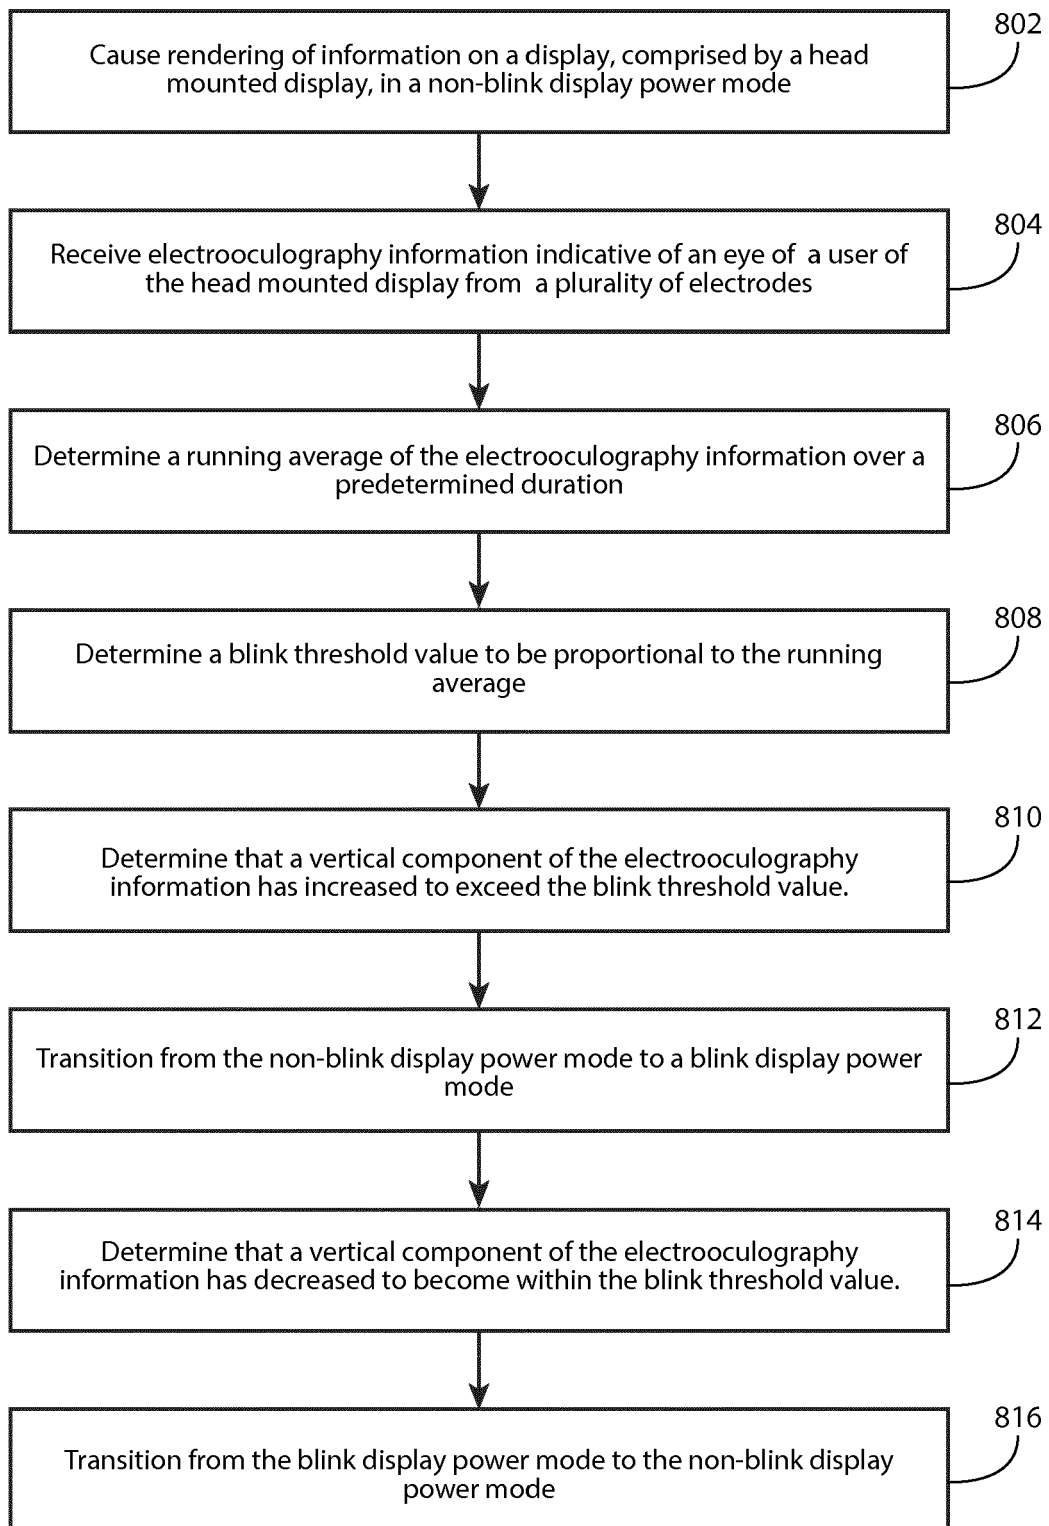 802
Cause rendering of information on a display, comprised by a head
mounted display, in a non-blink display power mode
804
Receive electrooculography information indicative of an eye of a user of
the head mounted display from a plurality of electrodes
806
Determine a running average of the electrooculography information over a
predetermined duration
808
Determine a blink threshold value to be proportional to the running
average
810
Determine that a vertical component of the electrooculography
information has increased to exceed the blink threshold value.
812
Transition from the non-blink display power mode to a blink display power
mode
814
Determine that a vertical component of the electrooculography
information has decreased to become within the blink threshold value.
816
Transition from the blink display power mode to the non-blink display
power mode